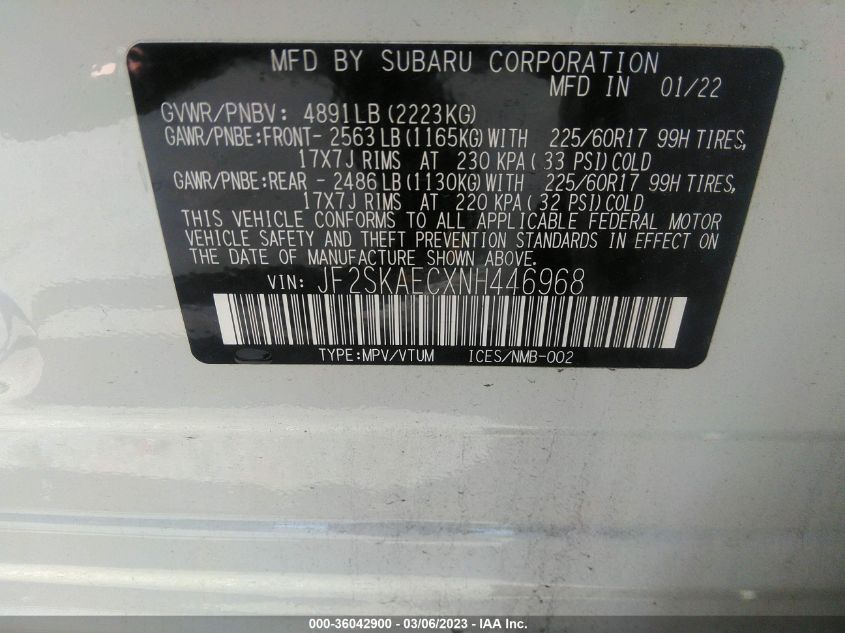 MFD BY SUBARU CORPORATION
MFD IN 01/22
GVWR/PNBV: 4891LB(2223KG)
GAWR/PNBE:FRONT- 2563LB(1165KG)WITH 225/60R17 99H TIRES,
17X7J RIMS AT 230 KPA( 33 PSI)COLD
GAWR/PNBE:REAR - 2486LB(1130KG)WITH 225/60R17 99H TIRES,
17X7J RIMS AT 220 KPA( 32 PSI)COLD
THIS VEHICLE CONFORMS TO ALL APPLICABLE FEDERAL MOTOR
VEHICLE SAFETY AND THEFT PREVENTION STANDARDS IN EFFECT ON
THE DATE OF MANUFACTURE SHOWN ABOVE.
VIN: JF2SKAECXNH446968
TYPE:MPV/VTUM ICES/NMB-002
000-36042900 - 03/06/2023 - IAA Inc.